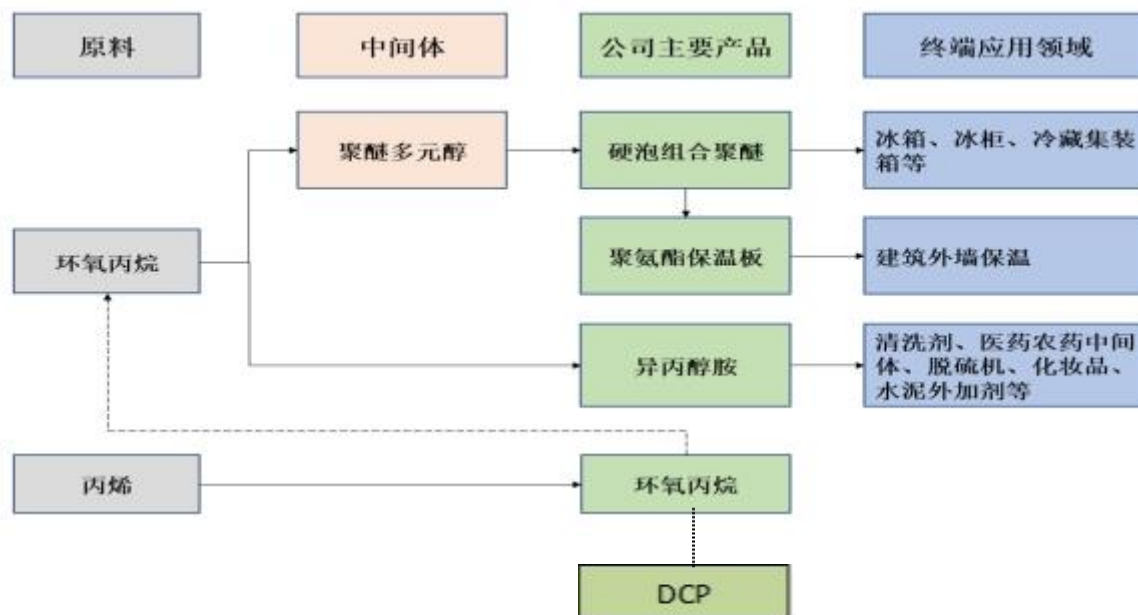 原料
中间体
公司主要产品
终端应用领域
聚醚多元醇
硬泡组合聚醚
冰箱、冰柜、冷藏集装
箱等
环氧丙烷
聚氨酯保温板
建筑外墙保温
异丙醇胺
清洗剂、医药农药中间
体、脱硫机、化妆品、
水泥外加剂等
丙烯
环氧丙烷
DCP